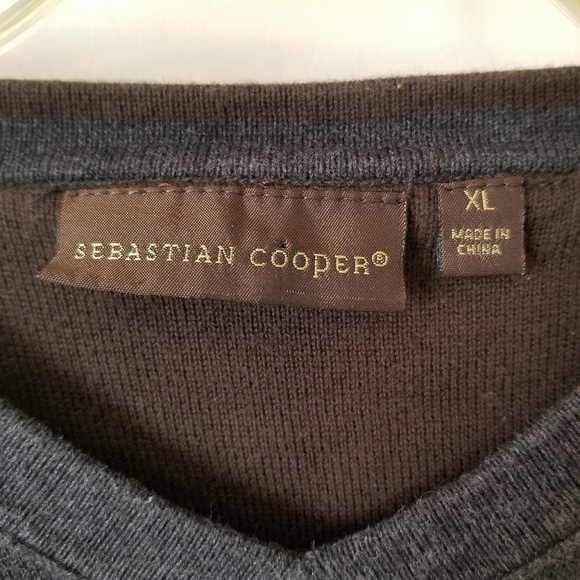 SEBASTIAN COOPER®
XL
MADE IN
CHINA